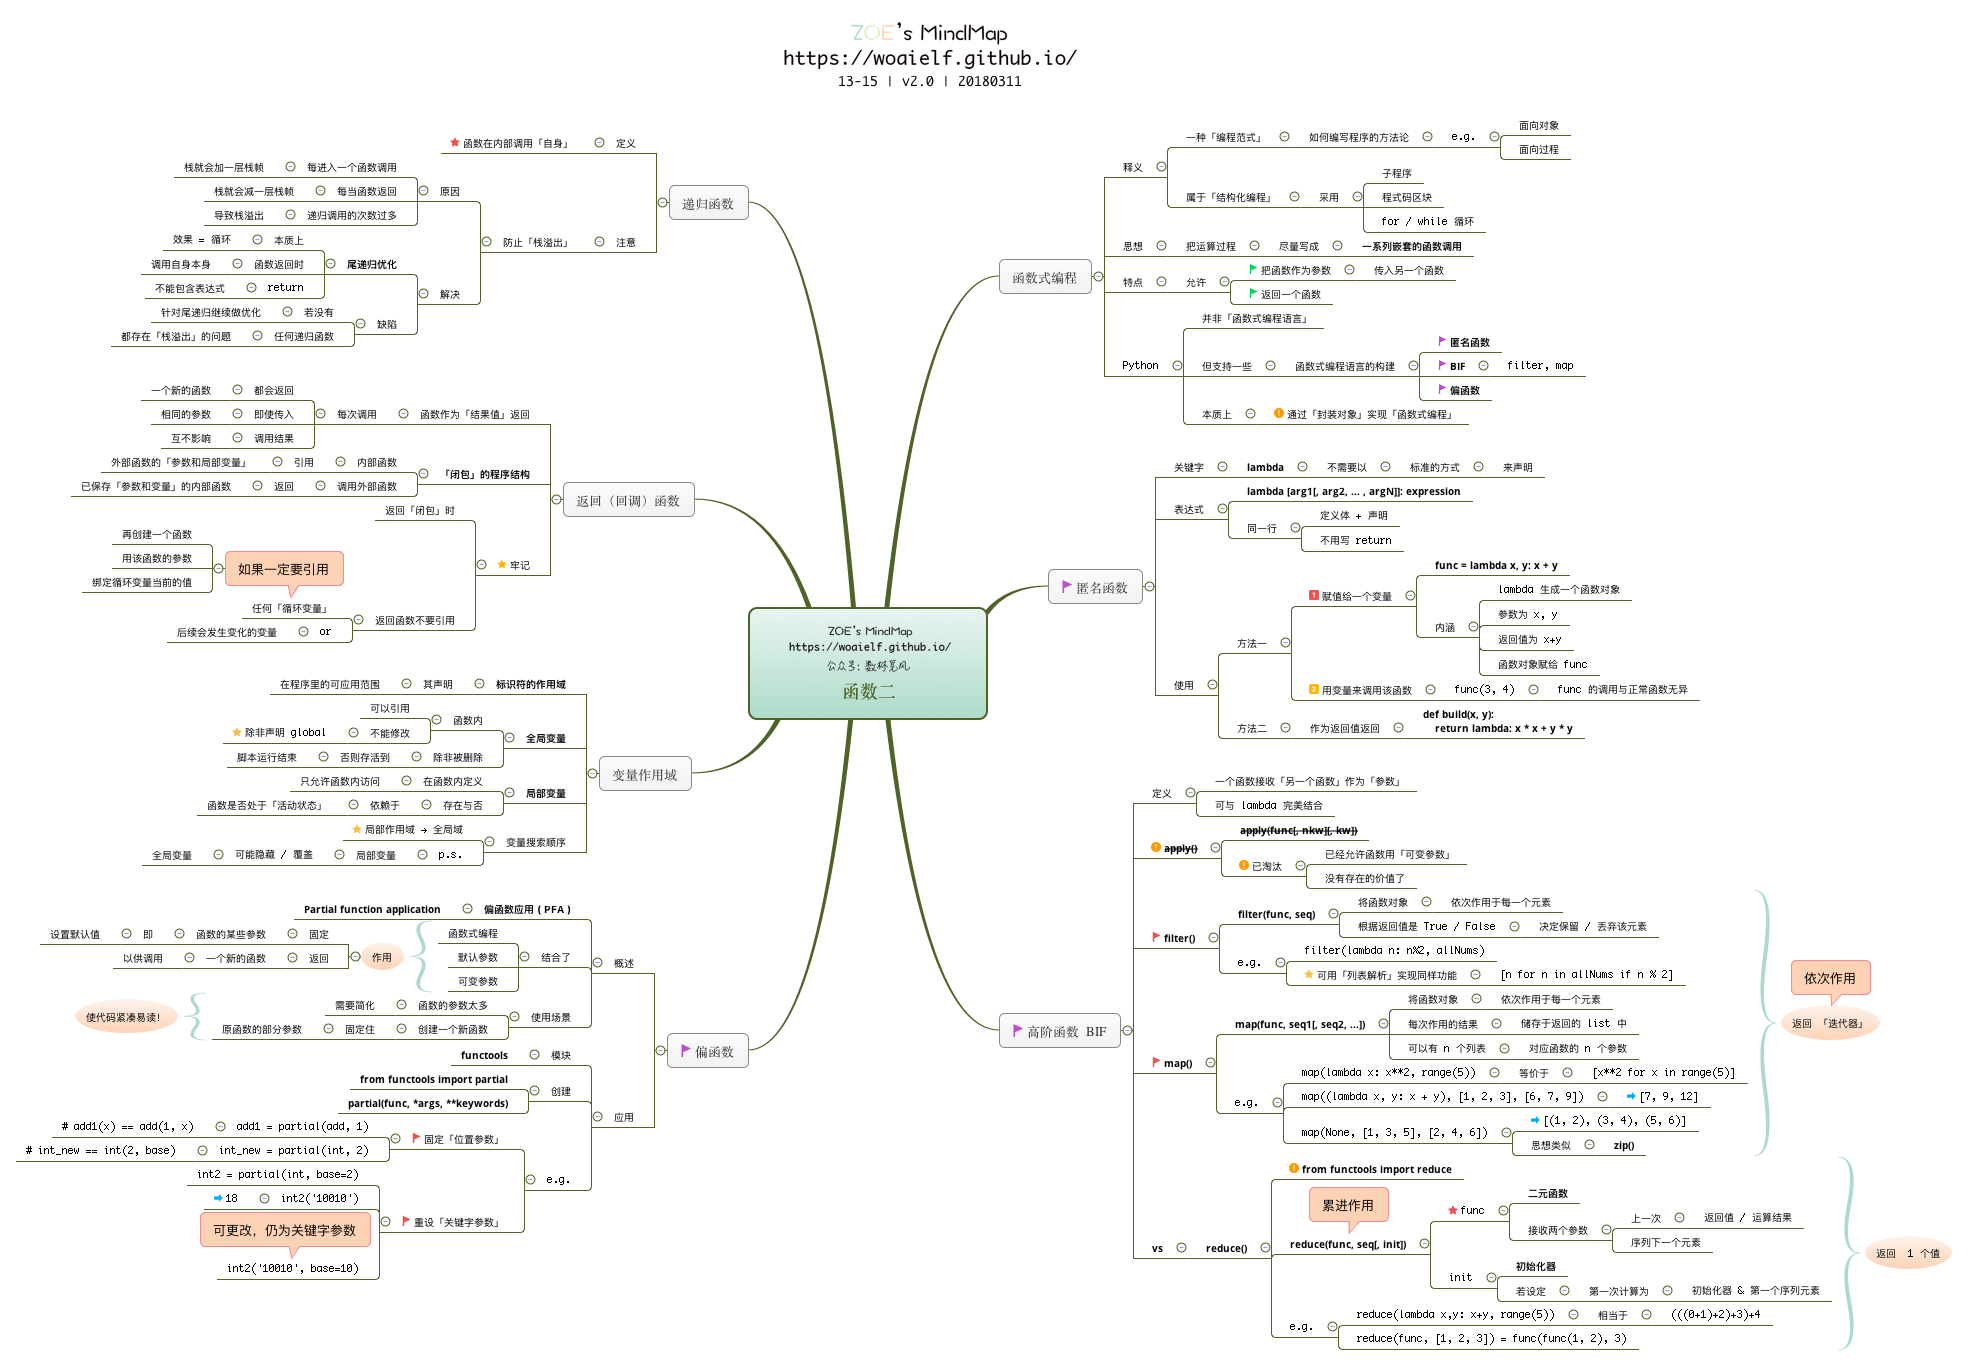 ZOE's MindMap
https://woaielf.github.io/
13-15 | v2.0 | 20180311
ZOE's MindMap
https://woaielf.github.io/
公众号: 数林觅风
函数二
递归函数
定义
函数在内部调用「自身」
注意
防止「栈溢出」
原因
每进入一个函数调用
栈就会加一层栈帧
每当函数返回
栈就会减一层栈帧
递归调用的次数过多
导致栈溢出
解决
尾递归优化
本质上
效果 = 循环
函数返回时
调用自身本身
return
不能包含表达式
缺陷
若没有
针对尾递归继续做优化
任何递归函数
都存在「栈溢出」的问题
返回（回调）函数
函数作为「结果值」返回
每次调用
都会返回
一个新的函数
即使传入
相同的参数
调用结果
互不影响
「闭包」的程序结构
内部函数
引用
外部函数的「参数和局部变量」
调用外部函数
返回
已保存「参数和变量」的内部函数
牢记
返回「闭包」时
返回函数不要引用
任何「循环变量」
or
后续会发生变化的变量
如果一定要引用
再创建一个函数
用该函数的参数
绑定循环变量当前的值
变量作用域
标识符的作用域
其声明
在程序里的可应用范围
全局变量
函数内
可以引用
不能修改
除非声明 global
除非被删除
否则存活到
脚本运行结束
局部变量
在函数内定义
只允许函数内访问
存在与否
依赖于
函数是否处于「活动状态」
变量搜索顺序
局部作用域 → 全局域
p.s.
局部变量
可能隐藏 / 覆盖
全局变量
偏函数
概述
偏函数应用 ( PFA )
Partial function application
结合了
函数式编程
默认参数
可变参数
作用
固定
函数的某些参数
即
设置默认值
返回
一个新的函数
以供调用
使用场景
函数的参数太多
需要简化
创建一个新函数
固定住
原函数的部分参数
使代码紧凑易读！
应用
模块
functools
创建
from functools import partial
partial(func, *args, **keywords)
e.g.
固定「位置参数」
add1 = partial(add, 1)
# add1(x) == add(1, x)
int_new = partial(int, 2)
# int_new == int(2, base)
重设「关键字参数」
int2 = partial(int, base=2)
int2('10010')
18
可更改，仍为关键字参数
int2('10010', base=10)
函数式编程
释义
一种「编程范式」
如何编写程序的方法论
e.g.
面向对象
面向过程
属于「结构化编程」
采用
子程序
程式码区块
for / while 循环
思想
把运算过程
尽量写成
一系列嵌套的函数调用
特点
允许
把函数作为参数
传入另一个函数
返回一个函数
Python
并非「函数式编程语言」
但支持一些
函数式编程语言的构建
匿名函数
BIF
filter, map
偏函数
本质上
通过「封装对象」实现「函数式编程」
匿名函数
关键字
lambda
不需要以
标准的方式
来声明
表达式
lambda [arg1[, arg2, ... , argN]]: expression
同一行
定义体 + 声明
不用写 return
使用
方法一
1 赋值给一个变量
func = lambda x, y: x + y
内涵
lambda 生成一个函数对象
参数为 x, y
返回值为 x+y
函数对象赋给 func
2 用变量来调用该函数
func(3, 4)
func 的调用与正常函数无异
方法二
作为返回值返回
def build(x, y):
return lambda: x * x + y * y
高阶函数 BIF
定义
一个函数接收「另一个函数」作为「参数」
可与 lambda 完美结合
apply()
apply(func[, nkw][, kw])
已淘汰
已经允许函数用「可变参数」
没有存在的价值了
filter()
filter(func, seq)
将函数对象
依次作用于每一个元素
根据返回值是 True / False
决定保留 / 丢弃该元素
e.g.
filter(lambda n: n%2, allNums)
可用「列表解析」实现同样功能
[n for n in allNums if n % 2]
map()
map(func, seq1[, seq2, ...])
将函数对象
依次作用于每一个元素
每次作用的结果
储存于返回的 list 中
可以有 n 个列表
对应函数的 n 个参数
e.g.
map(lambda x: x**2, range(5))
等价于
[x**2 for x in range(5)]
map((lambda x, y: x + y), [1, 2, 3], [6, 7, 9])
[7, 9, 12]
map(None, [1, 3, 5], [2, 4, 6])
[(1, 2), (3, 4), (5, 6)]
思想类似
zip()
依次作用
返回 「迭代器」
vs
reduce()
from functools import reduce
累进作用
reduce(func, seq[, init])
func
二元函数
接收两个参数
上一次
返回值 / 运算结果
序列下一个元素
init
初始化器
若设定
第一次计算为
初始化器 & 第一个序列元素
e.g.
reduce(lambda x,y: x+y, range(5))
相当于
(((0+1)+2)+3)+4
reduce(func, [1, 2, 3]) = func(func(1, 2), 3)
返回 1 个值